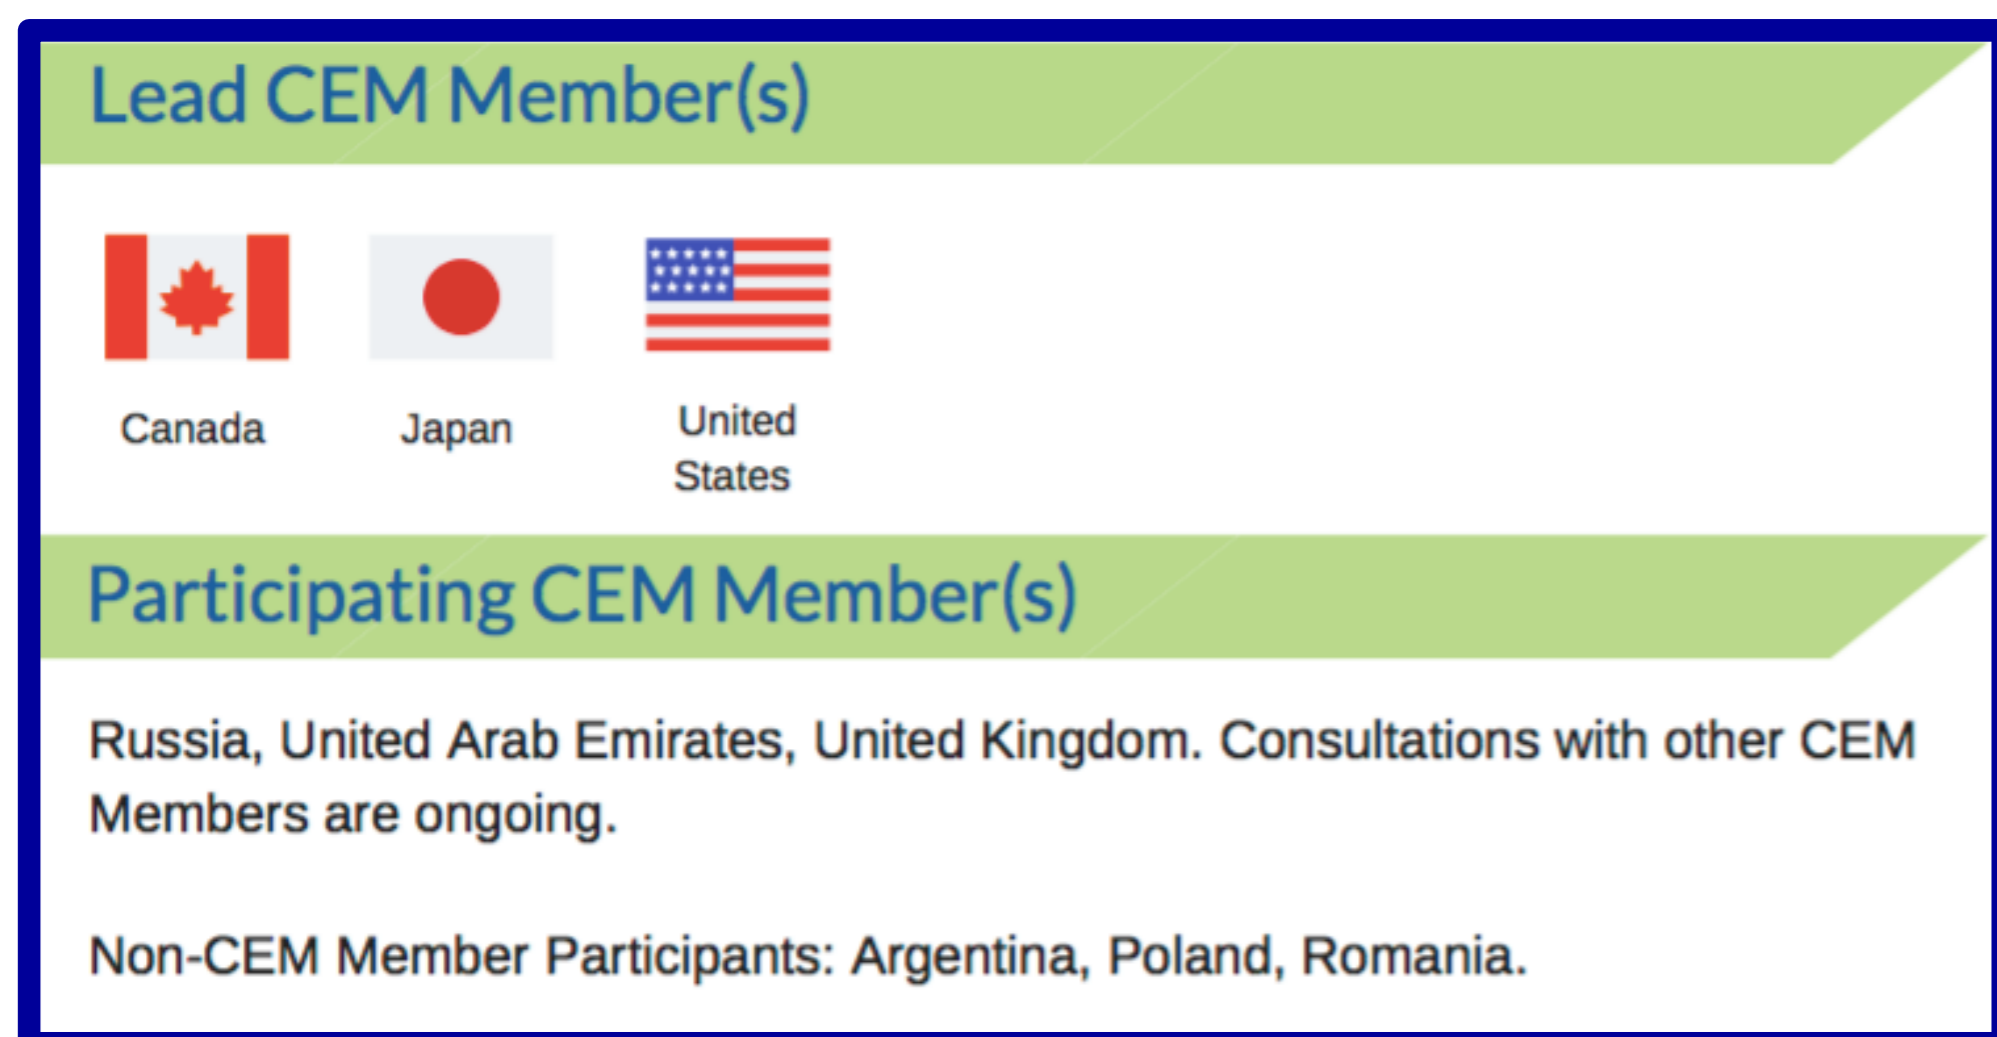 Lead CEM Member(s)
Canada
Japan
United
States
Participating CEM Member(s)
Russia, United Arab Emirates, United Kingdom. Consultations with other CEM
Members are ongoing.
Non-CEM Member Participants: Argentina, Poland, Romania.